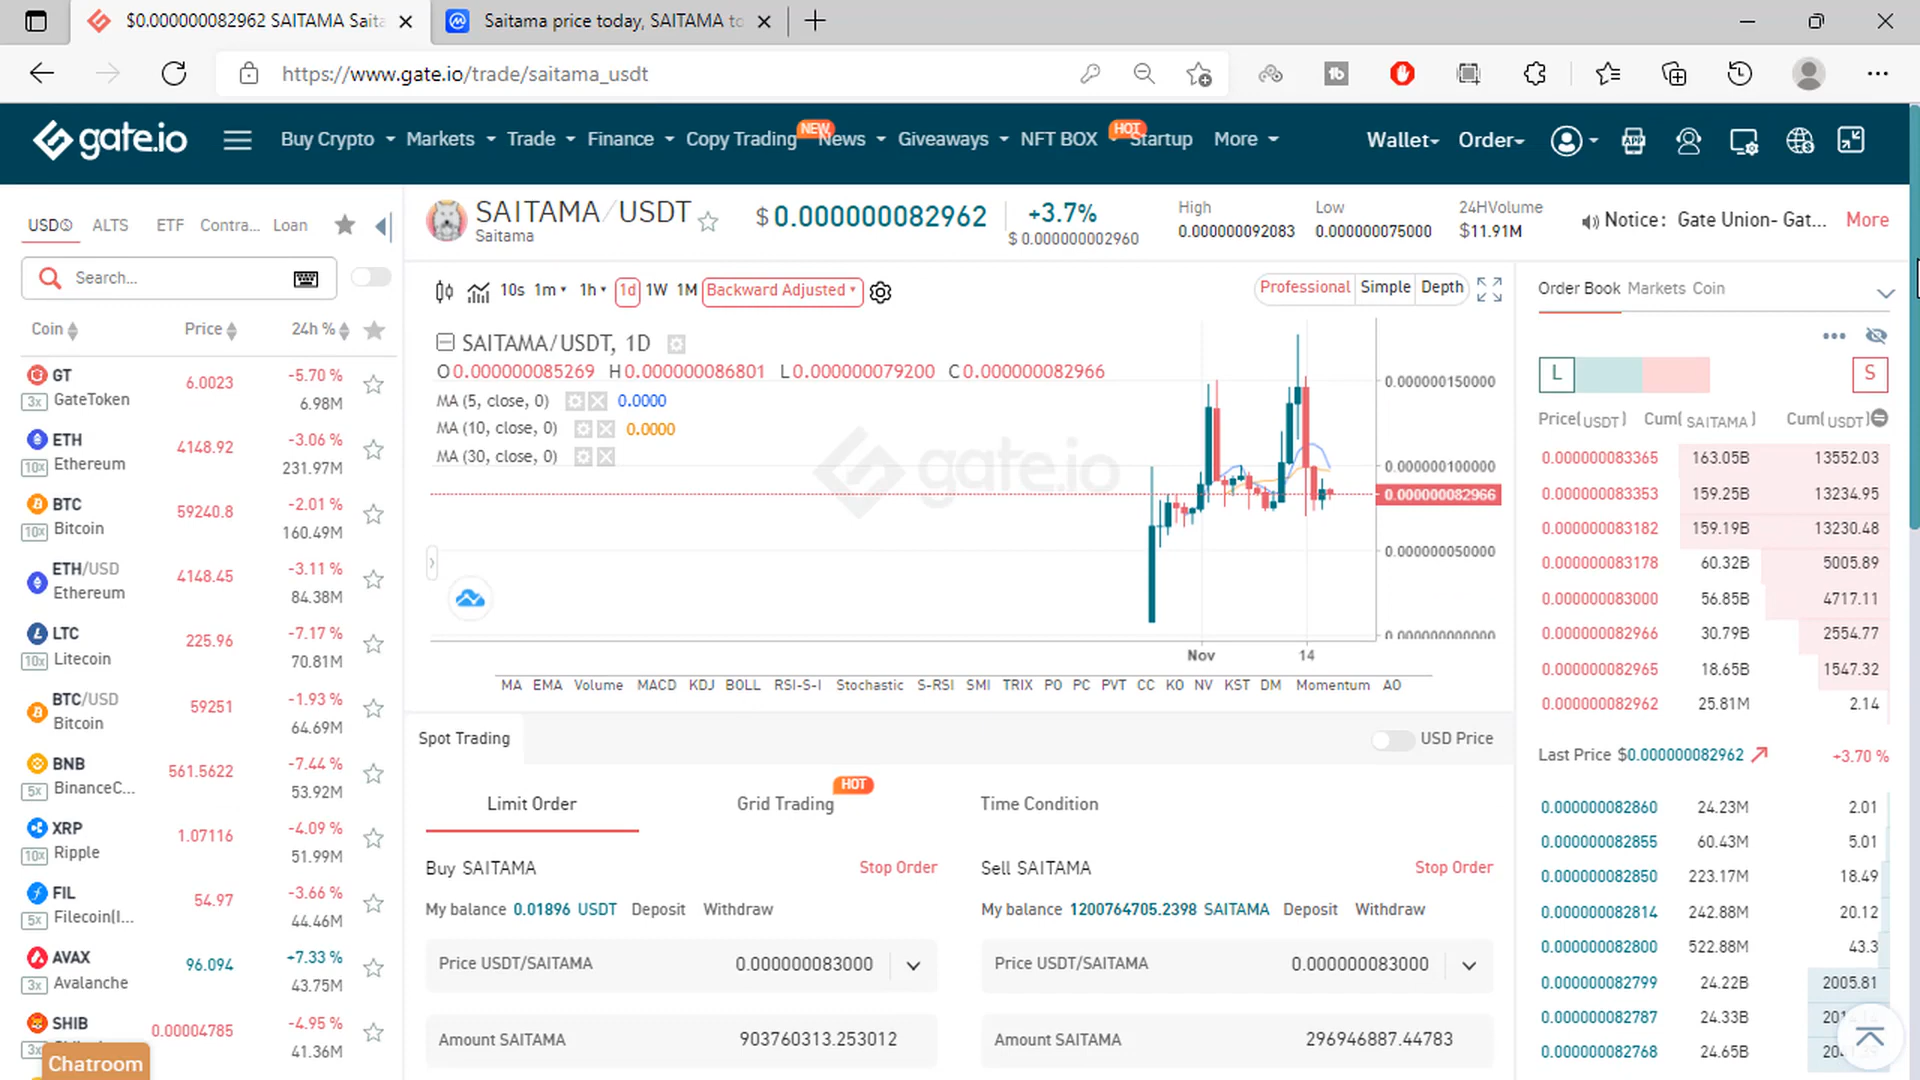 $0.000000082962 SAITAMA Saita
Saitama price today, SAITAMA to
https://www.gate.io/trade/saitama_usdt
gate.io
Buy Crypto Markets Trade Finance Copy Trading NEW News Giveaways NFT BOX HOT Startup More Wallet Order
USD ALTS ETF Contra... Loan
Search...
Coin Price 24h %
GT 6.0023 -5.70 %
3x GateToken 6.98M
ETH 4148.92 -3.06 %
10x Ethereum 231.97M
BTC 59240.8 -2.01 %
10x Bitcoin 160.49M
ETH/USD 4148.45 -3.11 %
Ethereum 84.38M
LTC 225.96 -7.17 %
10x Litecoin 70.81M
BTC/USD 59251 -1.93 %
Bitcoin 64.69M
BNB 561.5622 -7.44 %
5x BinanceC... 53.92M
XRP 1.07116 -4.09 %
10x Ripple 51.99M
FIL 54.97 -3.66 %
5x Filecoin(I... 44.46M
AVAX 96.094 +7.33 %
3x Avalanche 43.75M
SHIB 0.00004785 -4.95 %
3x 41.36M
Chatroom
SAITAMA/USDT
Saitama
$ 0.000000082962
+3.7%
$ 0.000000002960
High
0.000000092083
Low
0.000000075000
24HVolume
$11.91M
Notice: Gate Union- Gat... More
10s 1m 1h 1d 1W 1M Backward Adjusted
Professional Simple Depth
SAITAMA/USDT, 1D
O 0.000000085269 H 0.000000086801 L 0.000000079200 C 0.000000082966
MA (5, close, 0) 0.0000
MA (10, close, 0) 0.0000
MA (30, close, 0)
gate.io
0.000000150000
0.000000100000
0.000000082966
0.000000050000
0.000000000000
Nov 14
MA EMA Volume MACD KDJ BOLL RSI-S-I Stochastic S-RSI SMI TRIX PO PC PVT CC KO NV KST DM Momentum AO
Spot Trading
USD Price
Limit Order Grid Trading HOT Time Condition
Buy SAITAMA Stop Order
My balance 0.01896 USDT Deposit Withdraw
Price USDT/SAITAMA 0.000000083000
Amount SAITAMA 903760313.253012
Sell SAITAMA Stop Order
My balance 1200764705.2398 SAITAMA Deposit Withdraw
Price USDT/SAITAMA 0.000000083000
Amount SAITAMA 296946887.44783
Order Book Markets Coin
L S
Price(USDT) Cum(SAITAMA) Cum(USDT)
0.000000083365 163.05B 13552.03
0.000000083353 159.25B 13234.95
0.000000083182 159.19B 13230.48
0.000000083178 60.32B 5005.89
0.000000083000 56.85B 4717.11
0.000000082966 30.79B 2554.77
0.000000082965 18.65B 1547.32
0.000000082962 25.81M 2.14
Last Price $0.000000082962 +3.70 %
0.000000082860 24.23M 2.01
0.000000082855 60.43M 5.01
0.000000082850 223.17M 18.49
0.000000082814 242.88M 20.12
0.000000082800 522.88M 43.3
0.000000082799 24.22B 2005.81
0.000000082787 24.33B
0.000000082768 24.65B